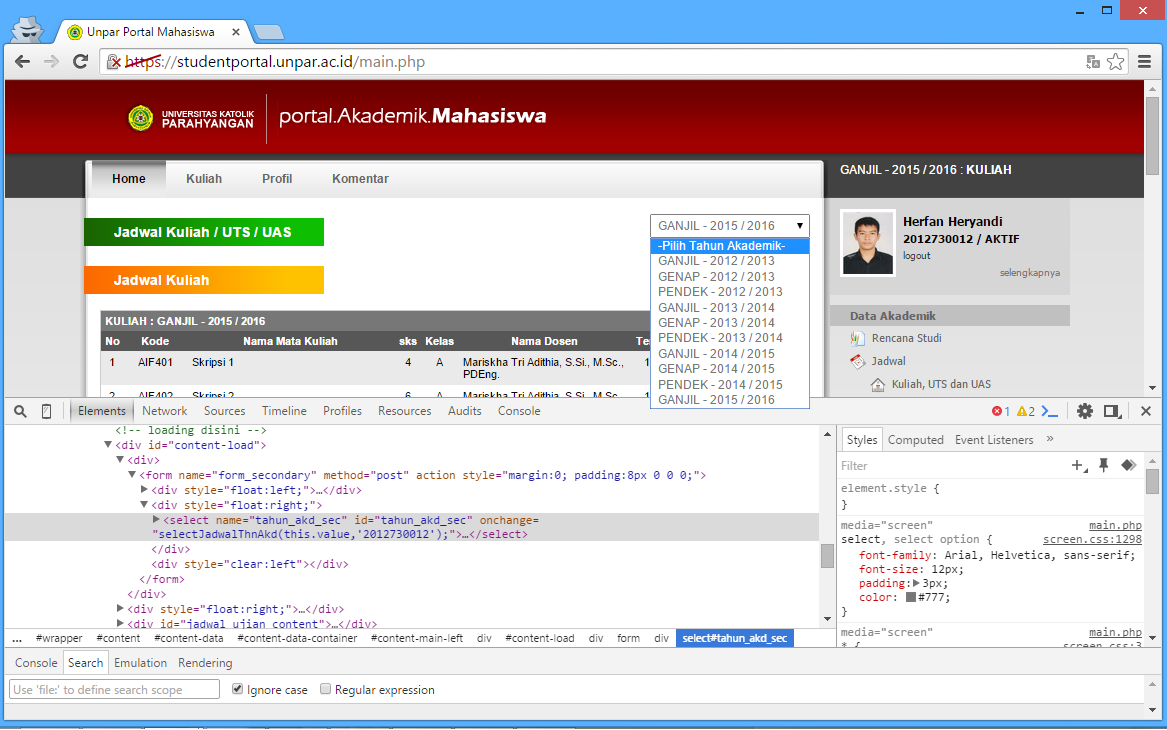 Unpar Portal Mahasiswa
https://studentportal.unpar.ac.id/main.php
UNIVERSITAS KATOLIK
PARAHYANGAN
portal.Akademik.Mahasiswa
Home Kuliah Profil Komentar
GANJIL - 2015 / 2016 : KULIAH
Jadwal Kuliah / UTS / UAS
GANJIL - 2015 / 2016
-Pilih Tahun Akademik-
GANJIL - 2012 / 2013
GENAP - 2012 / 2013
PENDEK - 2012 / 2013
GANJIL - 2013 / 2014
GENAP - 2013 / 2014
PENDEK - 2013 / 2014
GANJIL - 2014 / 2015
GENAP - 2014 / 2015
PENDEK - 2014 / 2015
GANJIL - 2015 / 2016
Herfan Heryandi
2012730012 / AKTIF
logout
selengkapnya
Jadwal Kuliah
KULIAH : GANJIL - 2015 / 2016
No Kode Nama Mata Kuliah sks Kelas Nama Dosen
1 AIF401 Skripsi 1 4 A Mariskha Tri Adithia, S.Si., M.Sc.,
PDEng.
2 AIF402 Skripsi 2 6 A Mariskha Tri Adithia, S.Si., M.Sc.,
Data Akademik
Rencana Studi
Jadwal
Kuliah, UTS dan UAS
Elements Network Sources Timeline Profiles Resources Audits Console
1 2
<!-- loading disini -->
<div id="content-load">
<div>
<form name="form_secondary" method="post" action style="margin:0; padding:8px 0 0 0;">
<div style="float:left;">…</div>
<div style="float:right;">
<select name="tahun_akd_sec" id="tahun_akd_sec" onchange=
"selectJadwalThnAkd(this.value,'2012730012');">…</select>
</div>
<div style="clear:left"></div>
</form>
</div>
<div style="float:right;">…</div>
<div id="jadwal_ujian_content">…</div>
... #wrapper #content #content-data #content-data-container #content-main-left div #content-load div form div select#tahun_akd_sec
Styles Computed Event Listeners »
Filter
element.style {
}
media="screen" main.php
select, select option { screen.css:1298
font-family: Arial, Helvetica, sans-serif;
font-size: 12px;
padding: 3px;
color: #777;
}
media="screen" main.php
* { screen.css:3
Console Search Emulation Rendering
Use 'file:' to define search scope Ignore case Regular expression